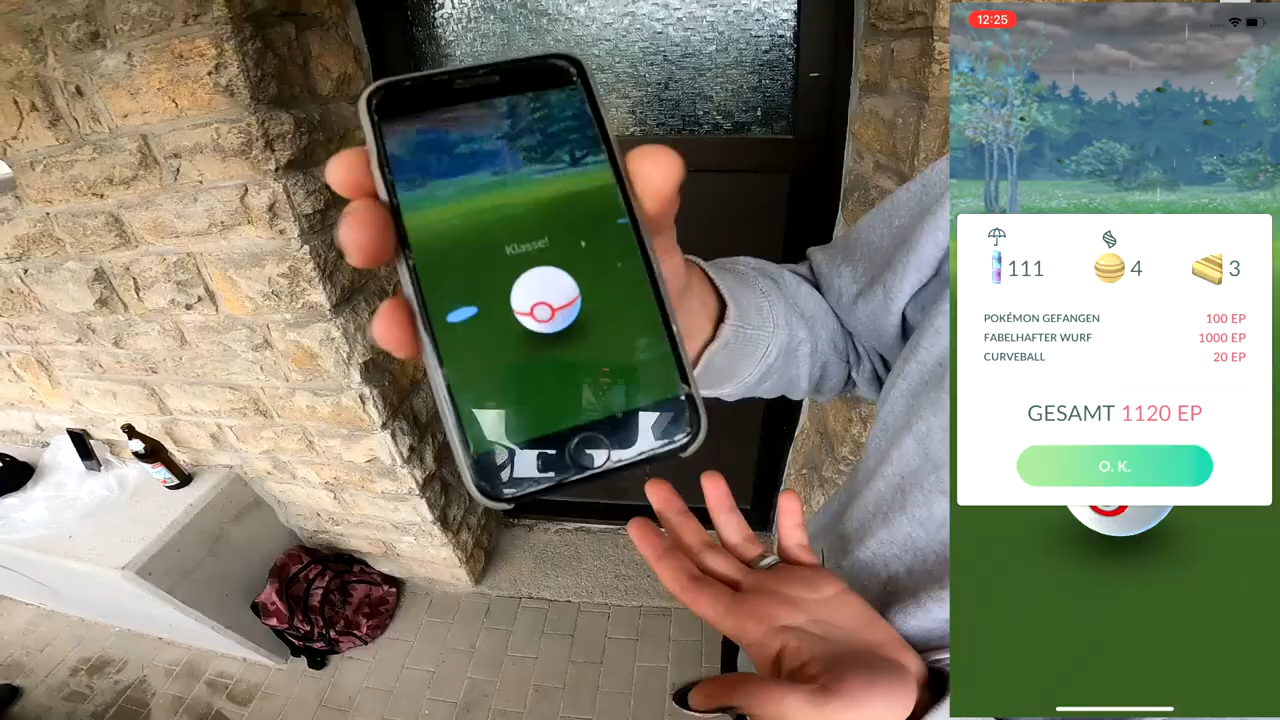 Klasse!
12:25
111
4
3
POKÉMON GEFANGEN 100 EP
FABELHAFTER WURF 1000 EP
CURVEBALL 20 EP
GESAMT 1120 EP
O. K.